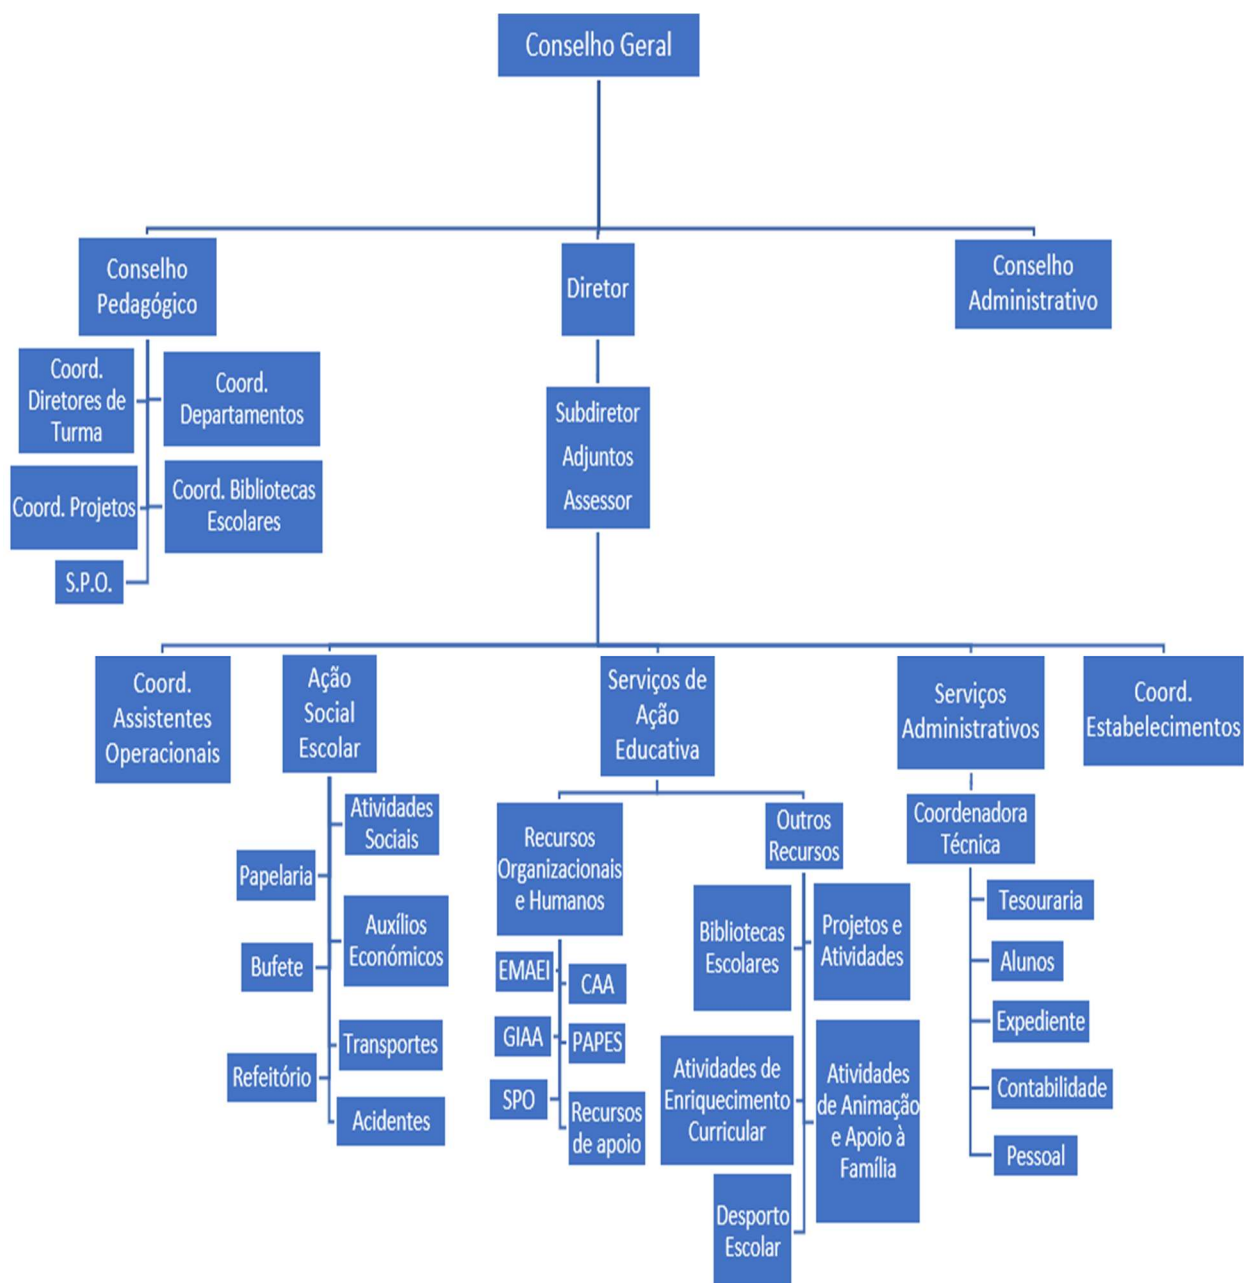 Conselho Geral
Conselho
Pedagógico
Diretor
Conselho
Administrativo
Coord.
Diretores de
Turma
Coord.
Departamentos
Coord. Projetos
Coord. Bibliotecas
Escolares
S.P.O.
Subdiretor
Adjuntos
Assessor
Coord.
Assistentes
Operacionais
Ação
Social
Escolar
Serviços de
Ação
Educativa
Serviços
Administrativos
Coord.
Estabelecimentos
Atividades
Sociais
Papelaria
Auxílios
Económicos
Bufete
Transportes
Refeitório
Acidentes
Recursos
Organizacionais
e Humanos
EMAEI
CAA
GIAA
PAPES
SPO
Recursos
de apoio
Outros
Recursos
Bibliotecas
Escolares
Projetos e
Atividades
Atividades de
Enriquecimento
Curricular
Atividades
de Animação
e Apoio à
Família
Desporto
Escolar
Coordenadora
Técnica
Tesouraria
Alunos
Expediente
Contabilidade
Pessoal